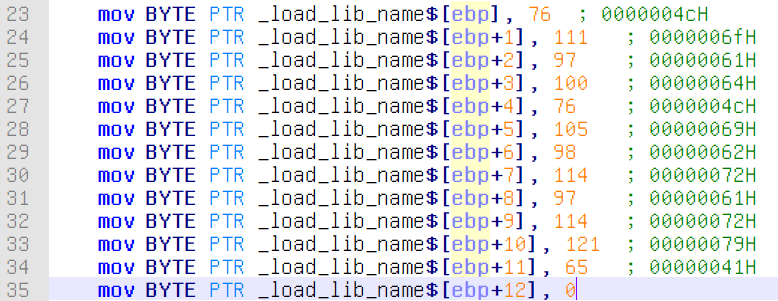 23 mov BYTE PTR _load_lib_name$[ebp], 76 ; 0000004cH
24 mov BYTE PTR _load_lib_name$[ebp+1], 111 ; 0000006fH
25 mov BYTE PTR _load_lib_name$[ebp+2], 97 ; 00000061H
26 mov BYTE PTR _load_lib_name$[ebp+3], 100 ; 00000064H
27 mov BYTE PTR _load_lib_name$[ebp+4], 76 ; 0000004cH
28 mov BYTE PTR _load_lib_name$[ebp+5], 105 ; 00000069H
29 mov BYTE PTR _load_lib_name$[ebp+6], 98 ; 00000062H
30 mov BYTE PTR _load_lib_name$[ebp+7], 114 ; 00000072H
31 mov BYTE PTR _load_lib_name$[ebp+8], 97 ; 00000061H
32 mov BYTE PTR _load_lib_name$[ebp+9], 114 ; 00000072H
33 mov BYTE PTR _load_lib_name$[ebp+10], 121 ; 00000079H
34 mov BYTE PTR _load_lib_name$[ebp+11], 65 ; 00000041H
35 mov BYTE PTR _load_lib_name$[ebp+12], 0